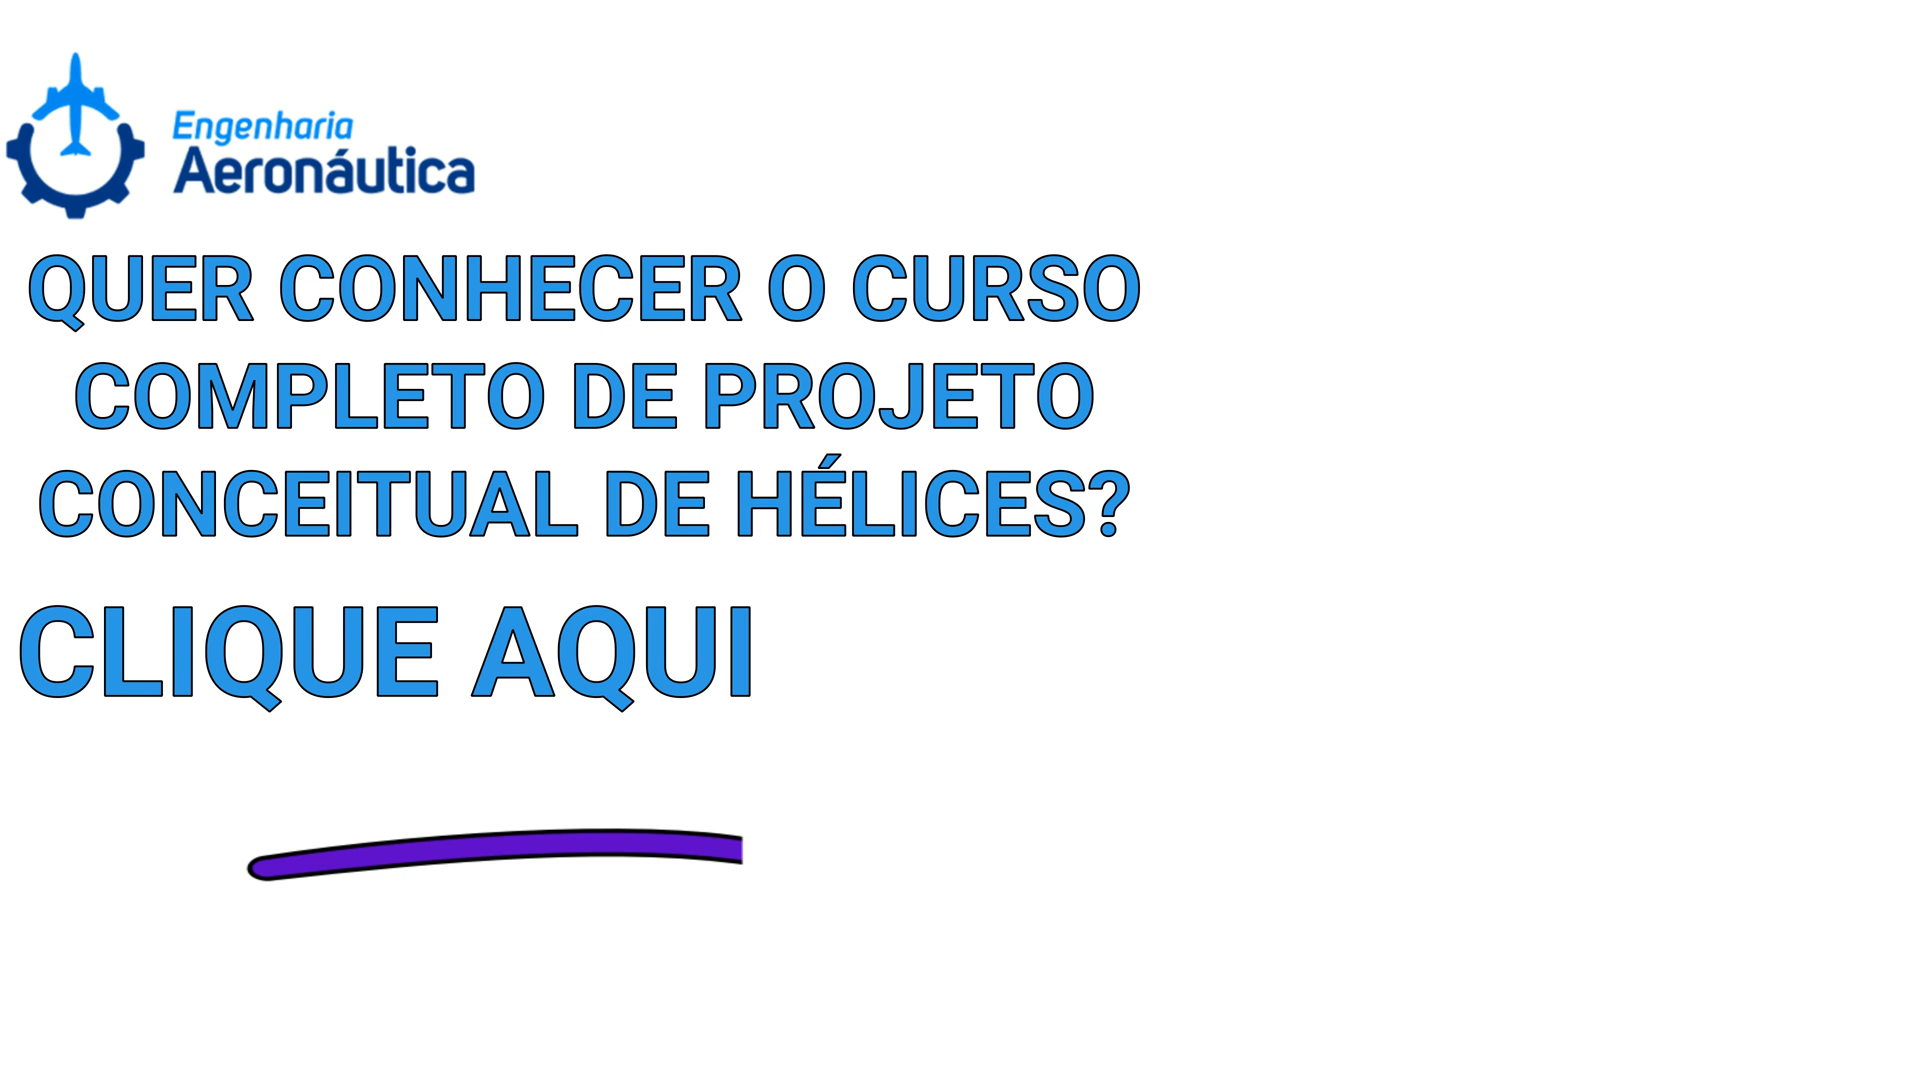 Engenharia
Aeronáutica
QUER CONHECER O CURSO
COMPLETO DE PROJETO
CONCEITUAL DE HÉLICES?
CLIQUE AQUI